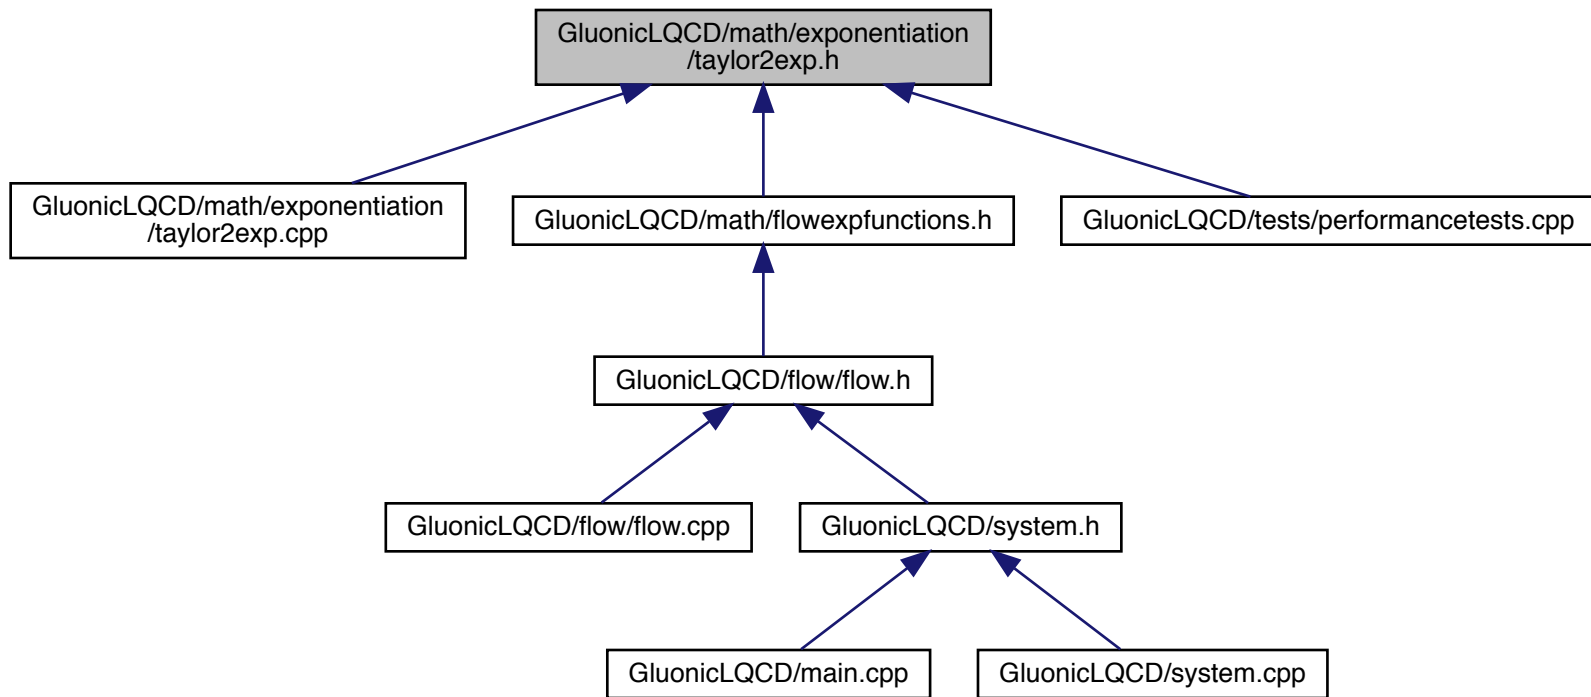 GluonicLQCD/math/exponentiation
/taylor2exp.h
GluonicLQCD/math/exponentiation
/taylor2exp.cpp
GluonicLQCD/math/flowexpfunctions.h
GluonicLQCD/tests/performancetests.cpp
GluonicLQCD/flow/flow.h
GluonicLQCD/flow/flow.cpp
GluonicLQCD/system.h
GluonicLQCD/main.cpp
GluonicLQCD/system.cpp